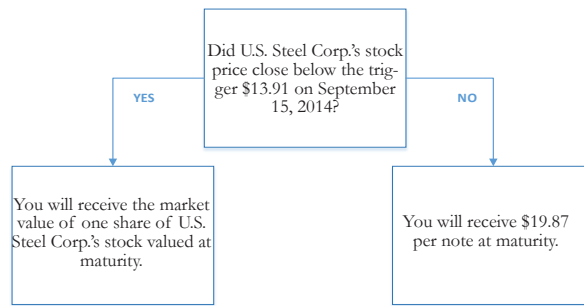 Did U.S. Steel Corp.'s stock
price close below the trig-
ger $13.91 on September
15, 2014?
YES
NO
You will receive the market
value of one share of U.S.
Steel Corp.'s stock valued at
maturity.
You will receive $19.87
per note at maturity.